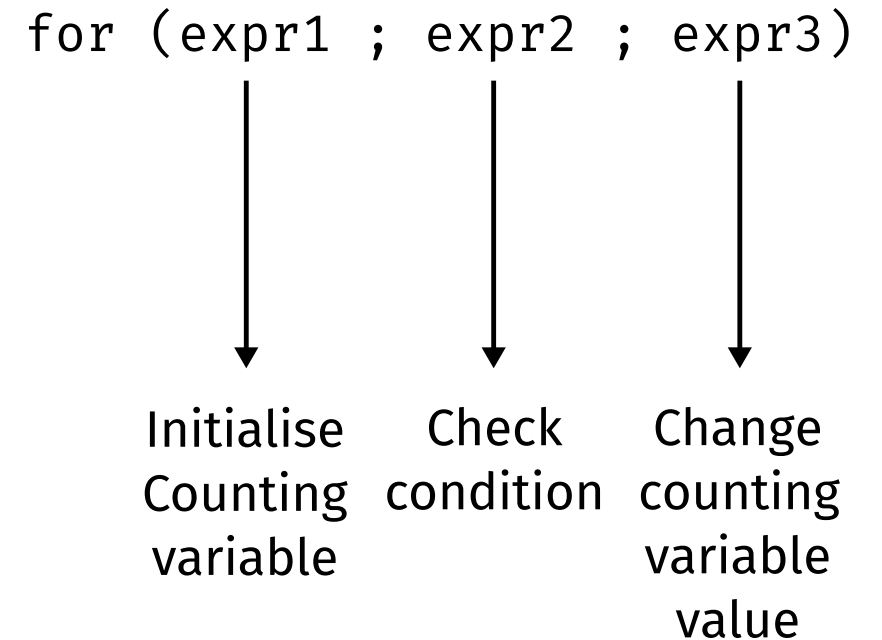 for (expr1 ; expr2 ; expr3)
Initialise
Counting
variable
Check
condition
Change
counting
variable
value